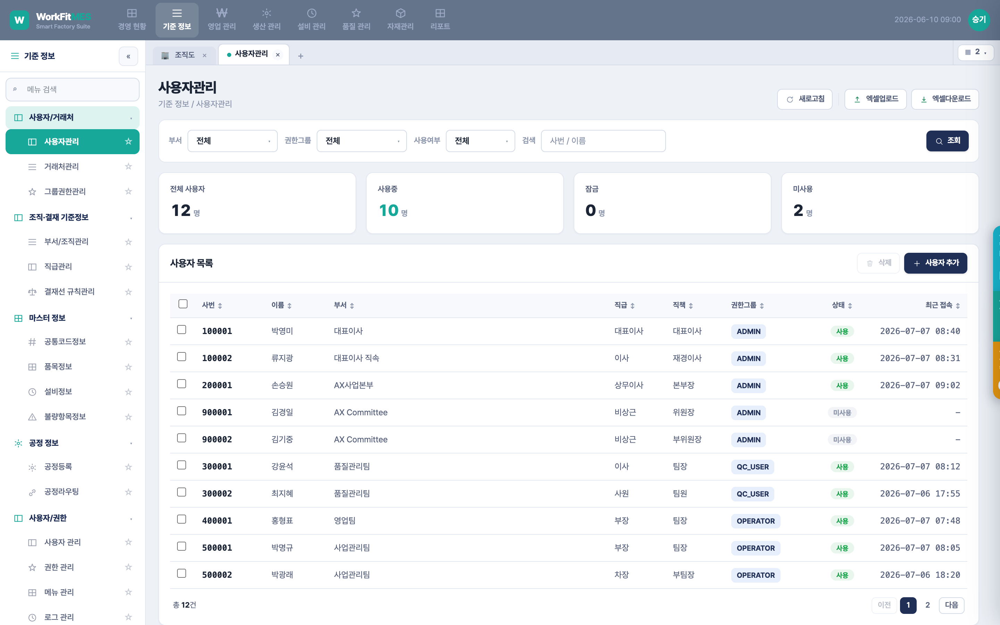 W
WorkFitMES
Smart Factory Suite
경영 현황
기준 정보
영업 관리
생산 관리
설비 관리
품질 관리
자재관리
리포트
2026-06-10 09:00
승기
기준 정보
«
메뉴 검색
사용자/거래처
사용자관리
거래처관리
그룹권한관리
조직·결재 기준정보
부서/조직관리
직급관리
결재선 규칙관리
마스터 정보
공통코드정보
품목정보
설비정보
불량항목정보
공정 정보
공정등록
공정라우팅
사용자/권한
사용자 관리
권한 관리
메뉴 관리
로그 관리
조직도 ×
사용자관리 ×
+
2
사용자관리
기준 정보 / 사용자관리
새로고침
엑셀업로드
엑셀다운로드
부서 전체 권한그룹 전체 사용여부 전체 검색 사번 / 이름
조회
전체 사용자
12 명
사용중
10 명
잠금
0 명
미사용
2 명
사용자 목록
삭제
사용자 추가
사번 이름 부서 직급 직책 권한그룹 상태 최근 접속
100001 박영미 대표이사 대표이사 대표이사 ADMIN 사용 2026-07-07 08:40
100002 류지광 대표이사 직속 이사 재경이사 ADMIN 사용 2026-07-07 08:31
200001 손승원 AX사업본부 상무이사 본부장 ADMIN 사용 2026-07-07 09:02
900001 김경일 AX Committee 비상근 위원장 ADMIN 미사용 –
900002 김기중 AX Committee 비상근 부위원장 ADMIN 미사용 –
300001 강윤석 품질관리팀 이사 팀장 QC_USER 사용 2026-07-07 08:12
300002 최지혜 품질관리팀 사원 팀원 QC_USER 사용 2026-07-06 17:55
400001 홍형표 영업팀 부장 팀장 OPERATOR 사용 2026-07-07 07:48
500001 박명규 사업관리팀 부장 팀장 OPERATOR 사용 2026-07-07 08:05
500002 박광래 사업관리팀 차장 부팀장 OPERATOR 사용 2026-07-06 18:20
총 12건
이전 1 2 다음